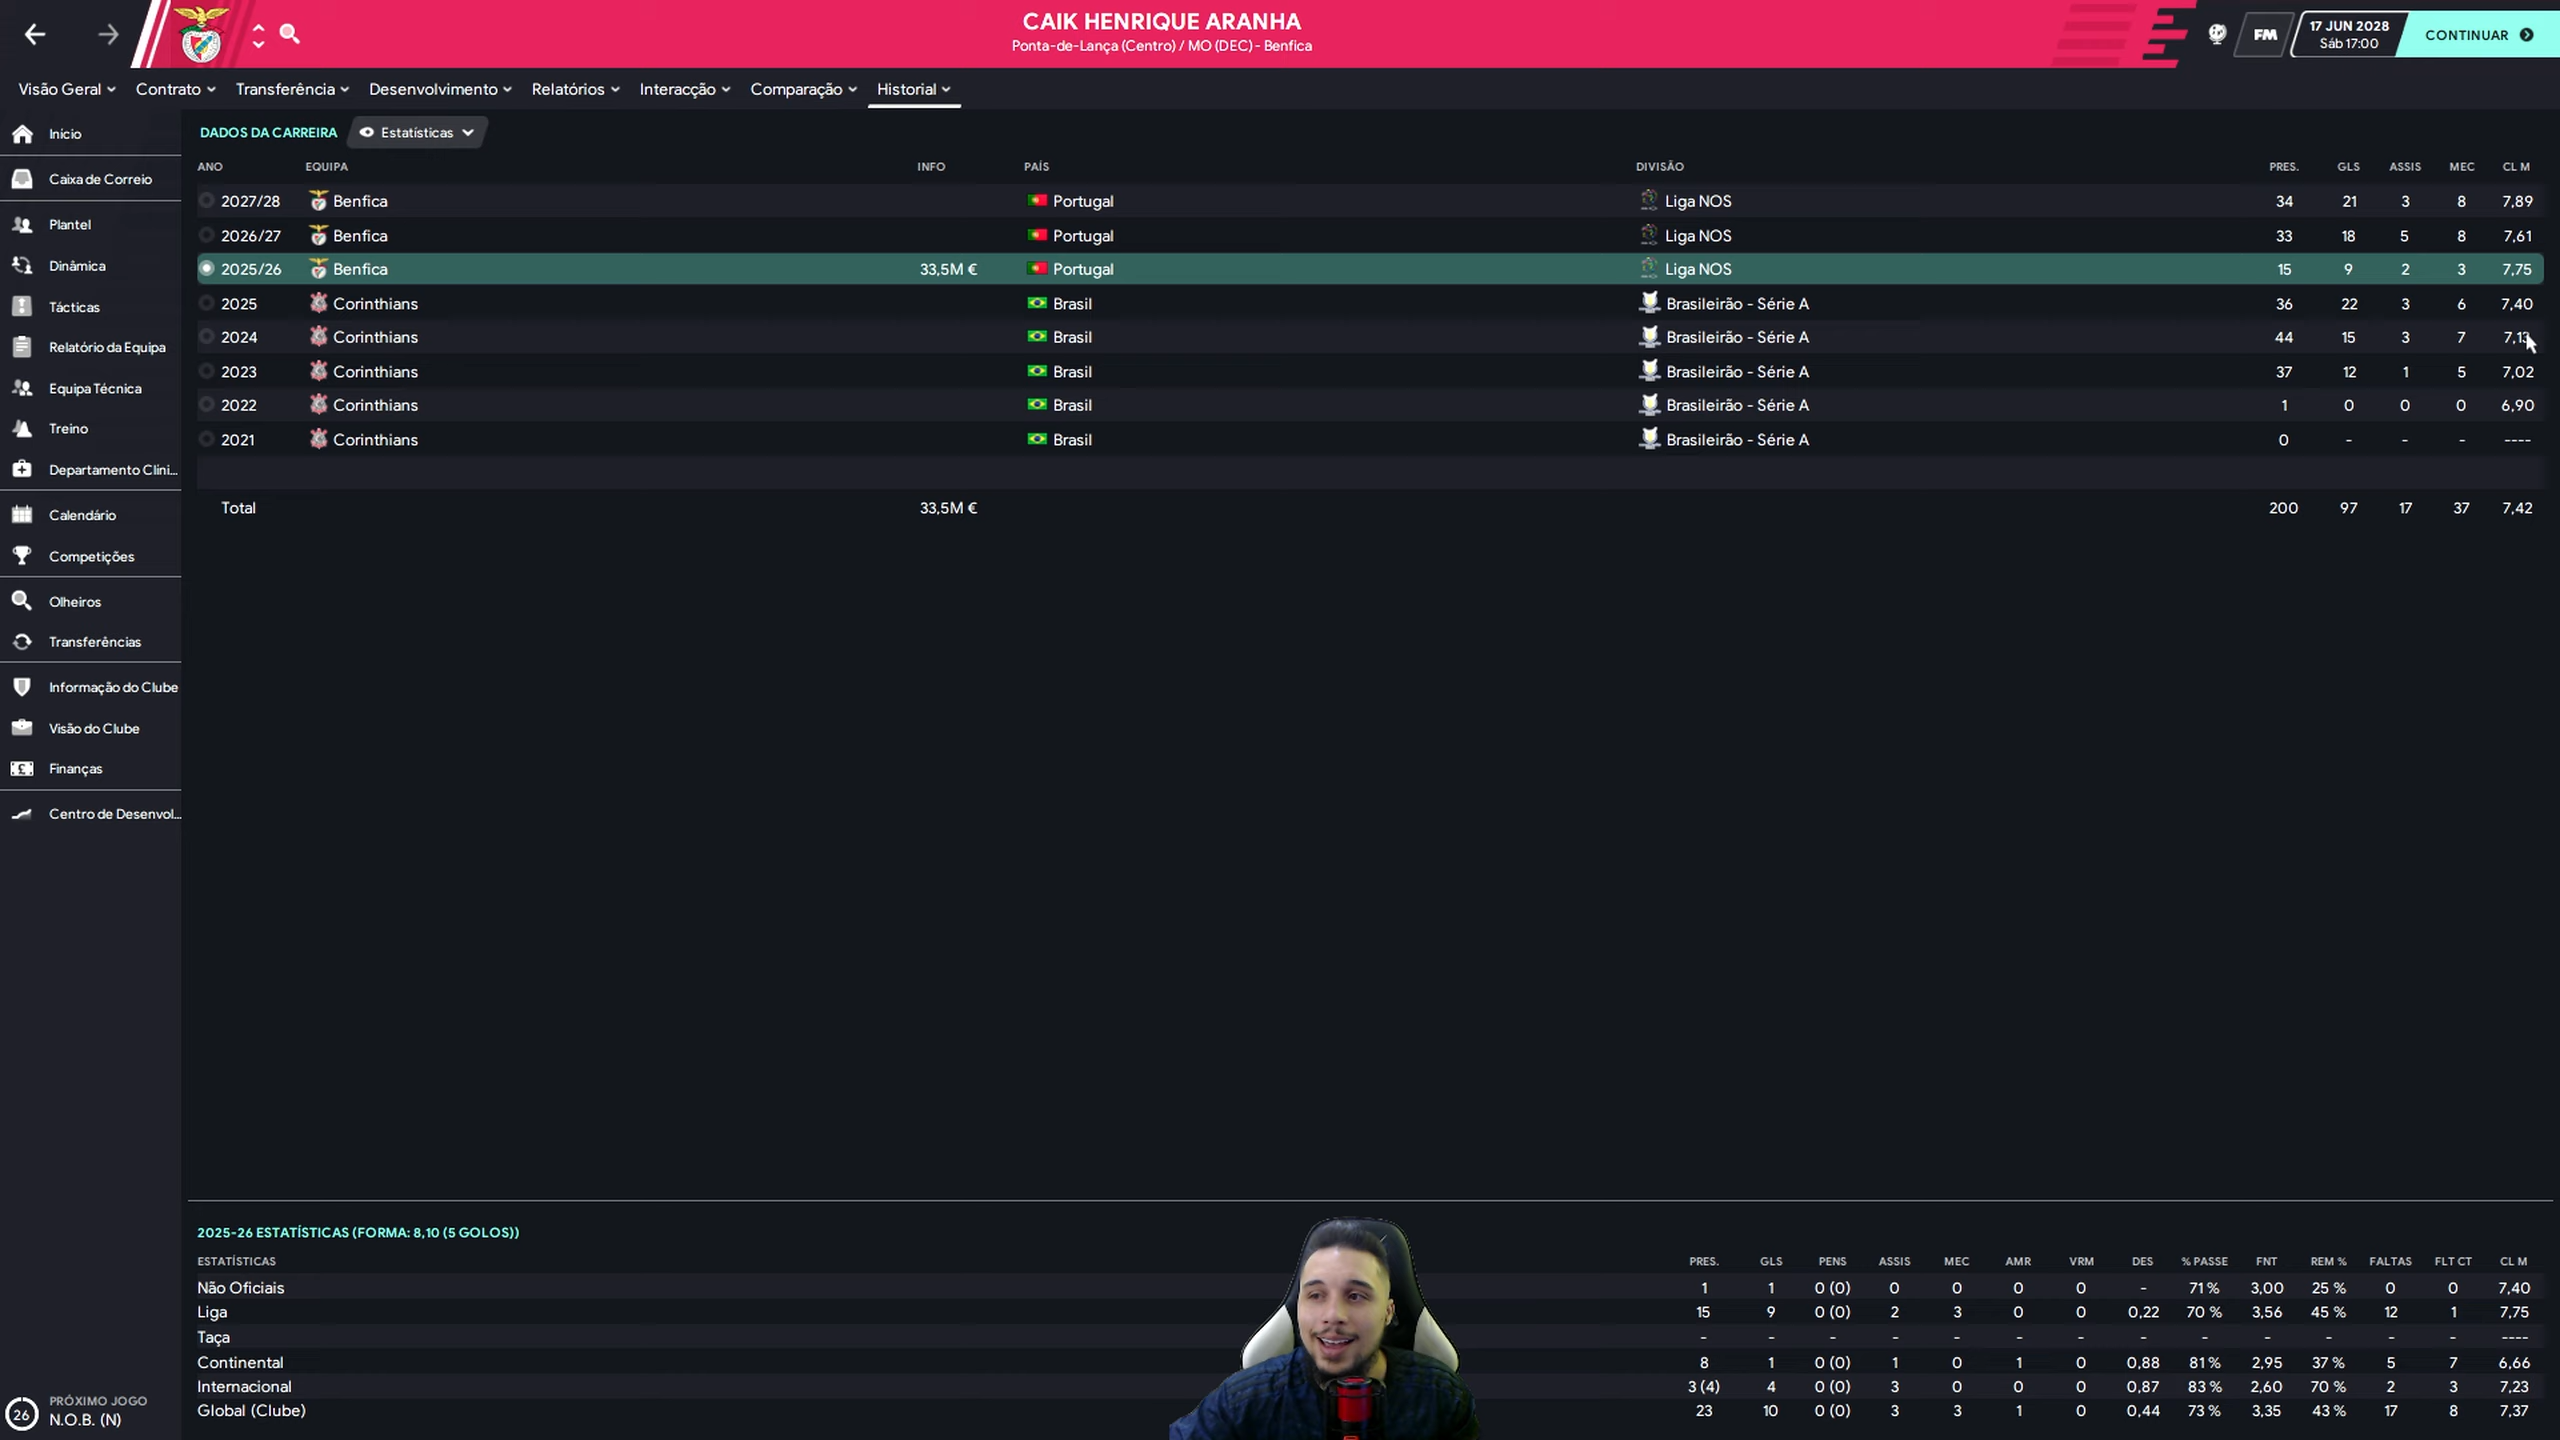 CAIK HENRIQUE ARANHA
Ponta-de-Lança (Centro) / MO (DEC) - Benfica
FM
17 JUN 2028
Sáb 17:00
CONTINUAR
Visão Geral Contrato Transferência Desenvolvimento Relatórios Interacção Comparação Historial
Início
Caixa de Correio
Plantel
Dinâmica
Tácticas
Relatório da Equipa
Equipa Técnica
Treino
Departamento Clíni...
Calendário
Competições
Olheiros
Transferências
Informação do Clube
Visão do Clube
Finanças
Centro de Desenvol...
26
PRÓXIMO JOGO
N.O.B. (N)
DADOS DA CARREIRA Estatísticas
ANO EQUIPA INFO PAÍS DIVISÃO PRES. GLS ASSIS MEC CL M
2027/28 Benfica Portugal Liga NOS 34 21 3 8 7,89
2026/27 Benfica Portugal Liga NOS 33 18 5 8 7,61
2025/26 Benfica 33,5M € Portugal Liga NOS 15 9 2 3 7,75
2025 Corinthians Brasil Brasileirão - Série A 36 22 3 6 7,40
2024 Corinthians Brasil Brasileirão - Série A 44 15 3 7
2023 Corinthians Brasil Brasileirão - Série A 37 12 1 5 7,02
2022 Corinthians Brasil Brasileirão - Série A 1 0 0 0 6,90
2021 Corinthians Brasil Brasileirão - Série A 0 - - - ----
Total 33,5M € 200 97 17 37 7,42
2025-26 ESTATÍSTICAS (FORMA: 8,10 (5 GOLOS))
ESTATÍSTICAS PRES. GLS PENS ASSIS MEC AMR VRM DES % PASSE FNT REM % FALTAS FLT CT CL M
Não Oficiais 1 1 0 (0) 0 0 0 0 - 71 % 3,00 25 % 0 0 7,40
Liga 15 9 0 (0) 2 3 0 0 0,22 70 % 3,56 45 % 12 1 7,75
Taça - - - - - - - - - - - - - ----
Continental 8 1 0 (0) 1 0 1 0 0,88 81 % 2,95 37 % 5 7 6,66
Internacional 3 (4) 4 0 (0) 3 0 0 0 0,87 83 % 2,60 70 % 2 3 7,23
Global (Clube) 23 10 0 (0) 3 3 1 0 0,44 73 % 3,35 43 % 17 8 7,37